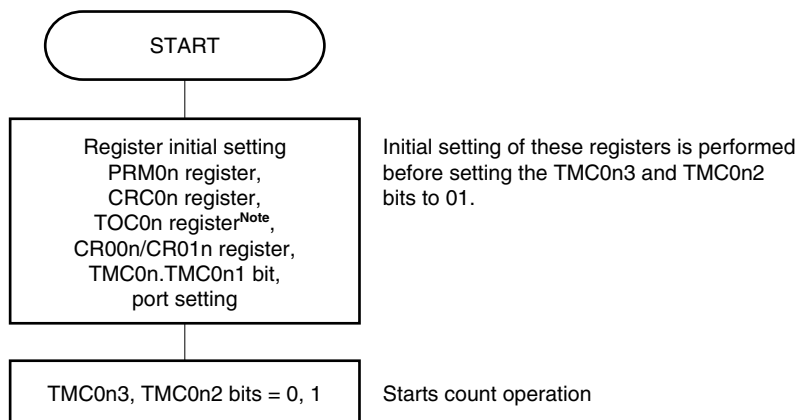 START
Register initial setting
PRM0n register,
CRC0n register,
TOC0n registerNote,
CR00n/CR01n register,
TMC0n.TMC0n1 bit,
port setting
Initial setting of these registers is performed
before setting the TMC0n3 and TMC0n2
bits to 01.
TMC0n3, TMC0n2 bits = 0, 1
Starts count operation